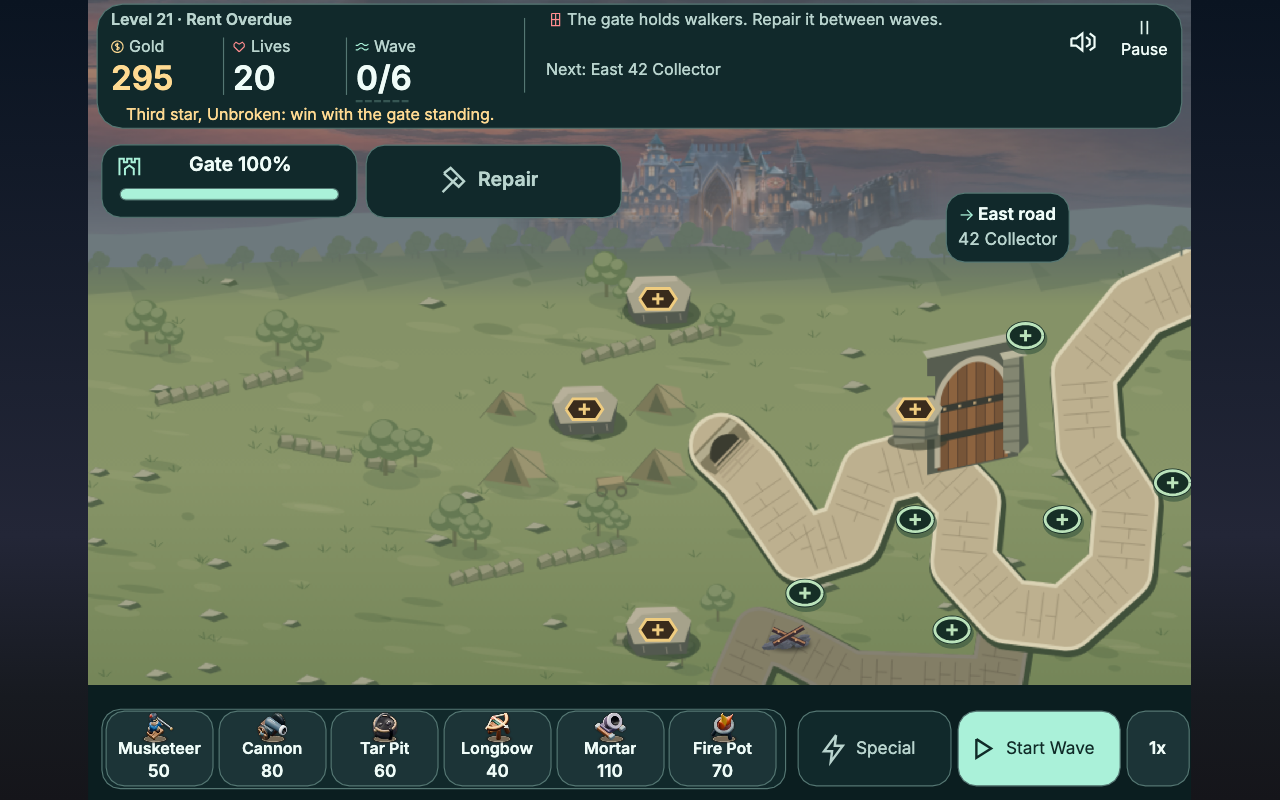 Level 21 · Rent Overdue
Gold
295
Lives
20
Wave
0/6
The gate holds walkers. Repair it between waves.
Next: East 42 Collector
Pause
Third star, Unbroken: win with the gate standing.
Gate 100%
Repair
→ East road
42 Collector
Musketeer
50
Cannon
80
Tar Pit
60
Longbow
40
Mortar
110
Fire Pot
70
Special
Start Wave
1x